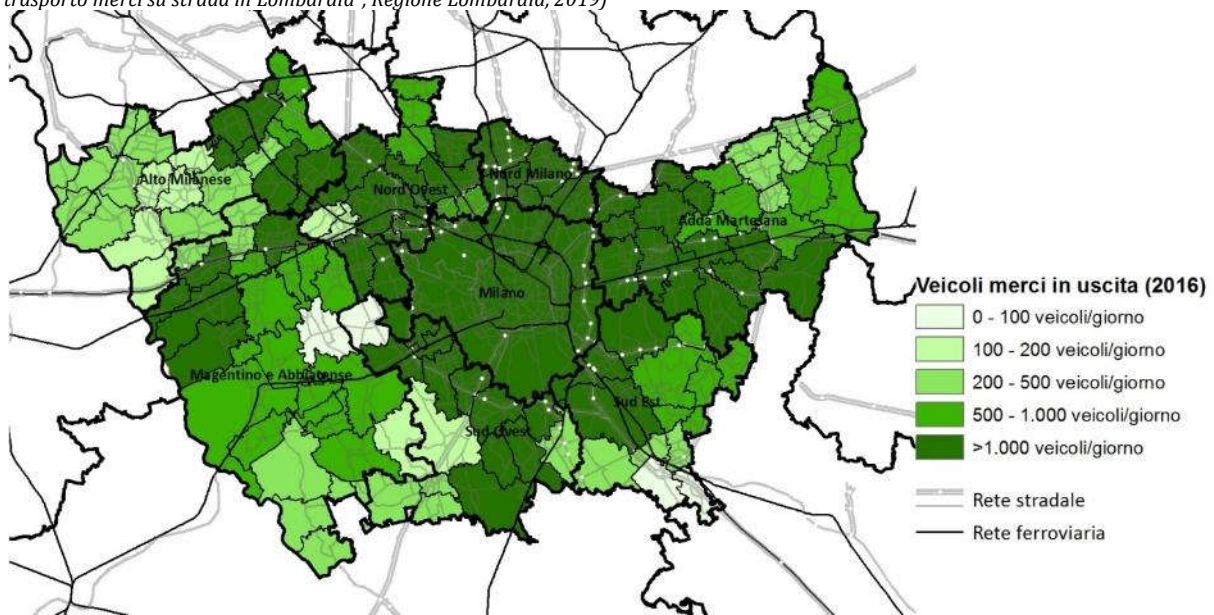 trasporto merci su strada in Lombardia", Regione Lombardia, 2019)
Alto Milanese
Nord Ovest
Nord Milano
Adda Martesana
Milano
Magentino e Abbiatense
Sud Ovest
Sud Est
Veicoli merci in uscita (2016)
0 - 100 veicoli/giorno
100 - 200 veicoli/giorno
200 - 500 veicoli/giorno
500 - 1.000 veicoli/giorno
>1.000 veicoli/giorno
Rete stradale
Rete ferroviaria